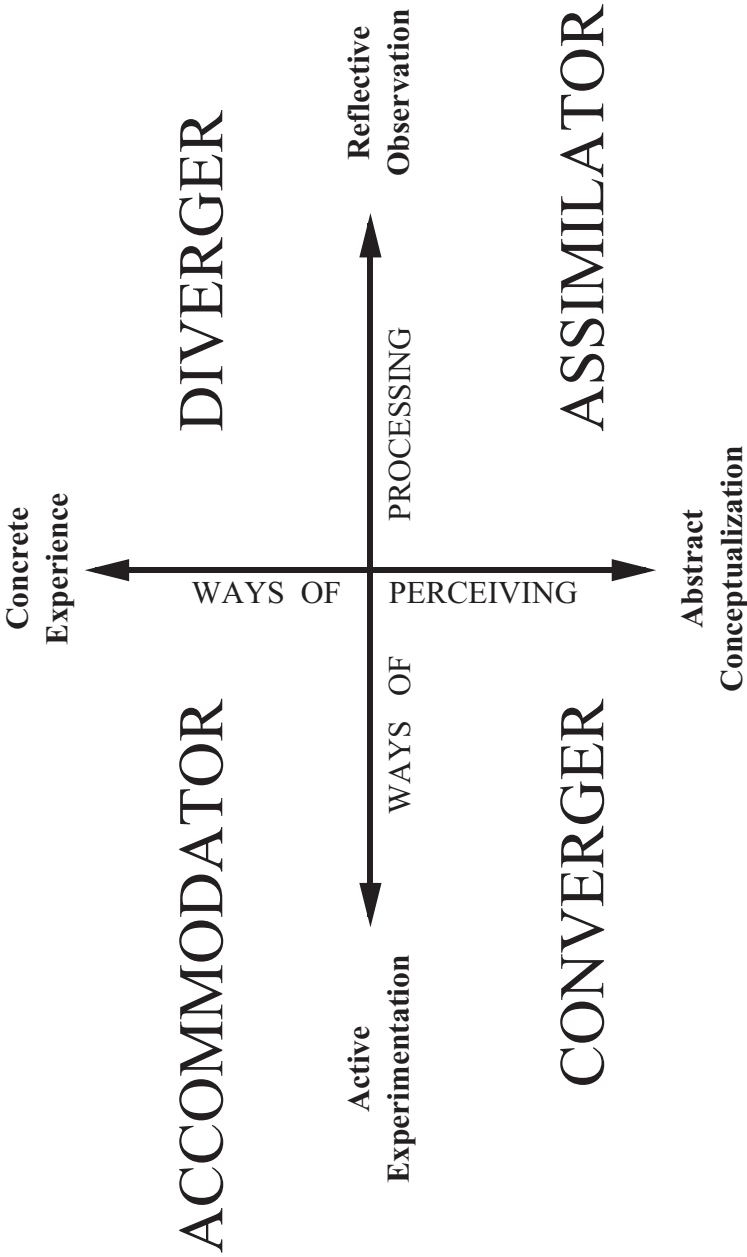 Concrete
Experience
ACCOMMODATOR
DIVERGER
Active
Experimentation
WAYS OF PROCESSING
WAYS OF PERCEIVING
Reflective
Observation
CONVERGER
ASSIMILATOR
Abstract
Conceptualization